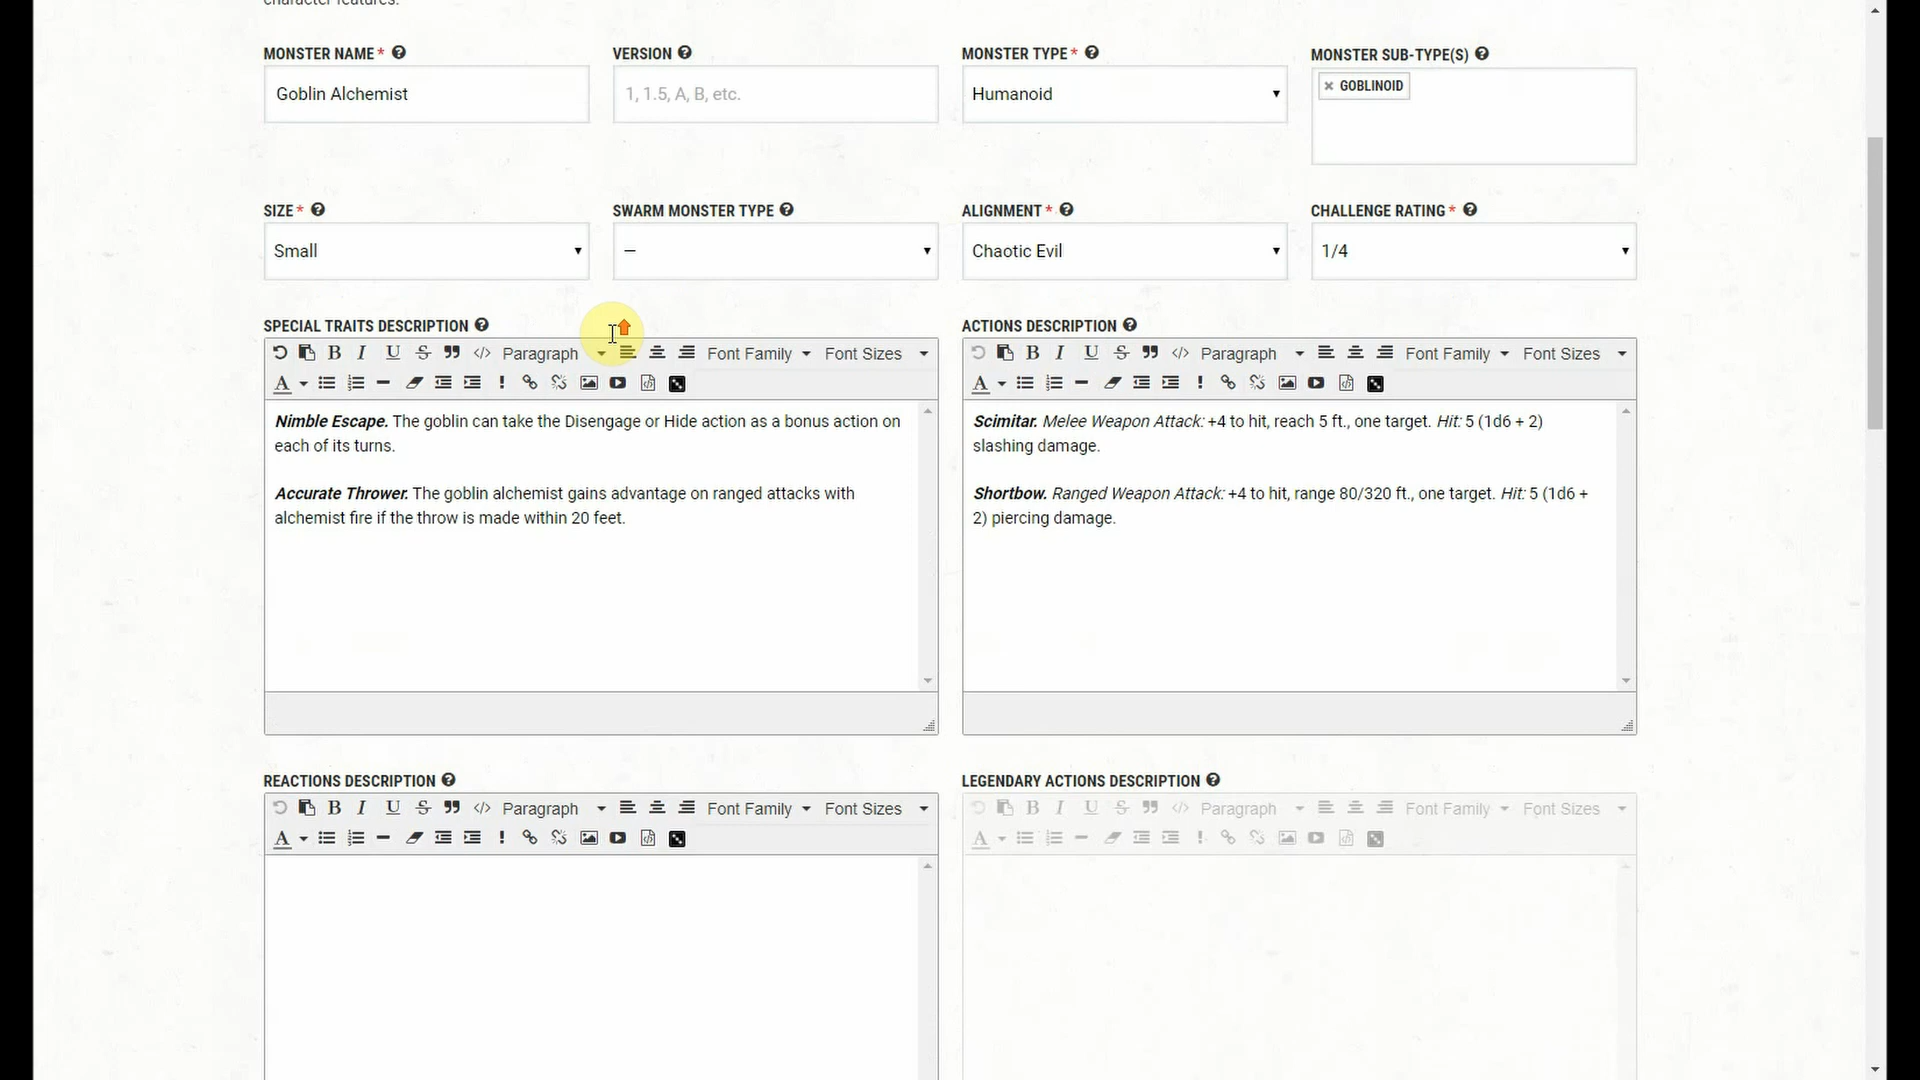 character features.
MONSTER NAME *
VERSION
MONSTER TYPE *
MONSTER SUB-TYPE(S)
Goblin Alchemist
1, 1.5, A, B, etc.
Humanoid
× GOBLINOID
SIZE *
SWARM MONSTER TYPE
ALIGNMENT *
CHALLENGE RATING *
Small
—
Chaotic Evil
1/4
SPECIAL TRAITS DESCRIPTION
Paragraph
Font Family
Font Sizes
Nimble Escape. The goblin can take the Disengage or Hide action as a bonus action on
each of its turns.
Accurate Thrower. The goblin alchemist gains advantage on ranged attacks with
alchemist fire if the throw is made within 20 feet.
ACTIONS DESCRIPTION
Paragraph
Font Family
Font Sizes
Scimitar. Melee Weapon Attack: +4 to hit, reach 5 ft., one target. Hit: 5 (1d6 + 2)
slashing damage.
Shortbow. Ranged Weapon Attack: +4 to hit, range 80/320 ft., one target. Hit: 5 (1d6 +
2) piercing damage.
REACTIONS DESCRIPTION
Paragraph
Font Family
Font Sizes
LEGENDARY ACTIONS DESCRIPTION
Paragraph
Font Family
Font Sizes